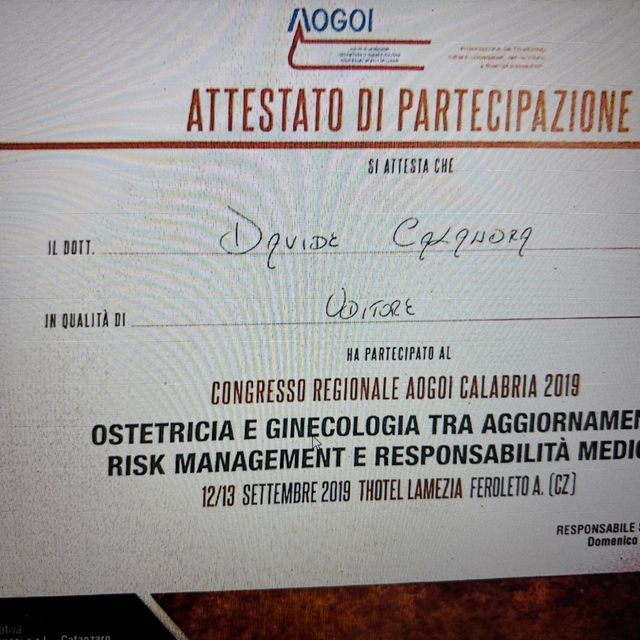 AOGOI
ATTESTATO DI PARTECIPAZIONE
SI ATTESTA CHE
IL DOTT. DAVIDE
IN QUALITÀ DI UDITORE
HA PARTECIPATO AL
CONGRESSO REGIONALE AOGOI CALABRIA 2019
OSTETRICIA E GINECOLOGIA TRA AGGIORNAMEN
RISK MANAGEMENT E RESPONSABILITÀ MEDIC
12/13 SETTEMBRE 2019 THOTEL LAMEZIA FEROLETO A. (CZ)
RESPONSABILE S
Domenico